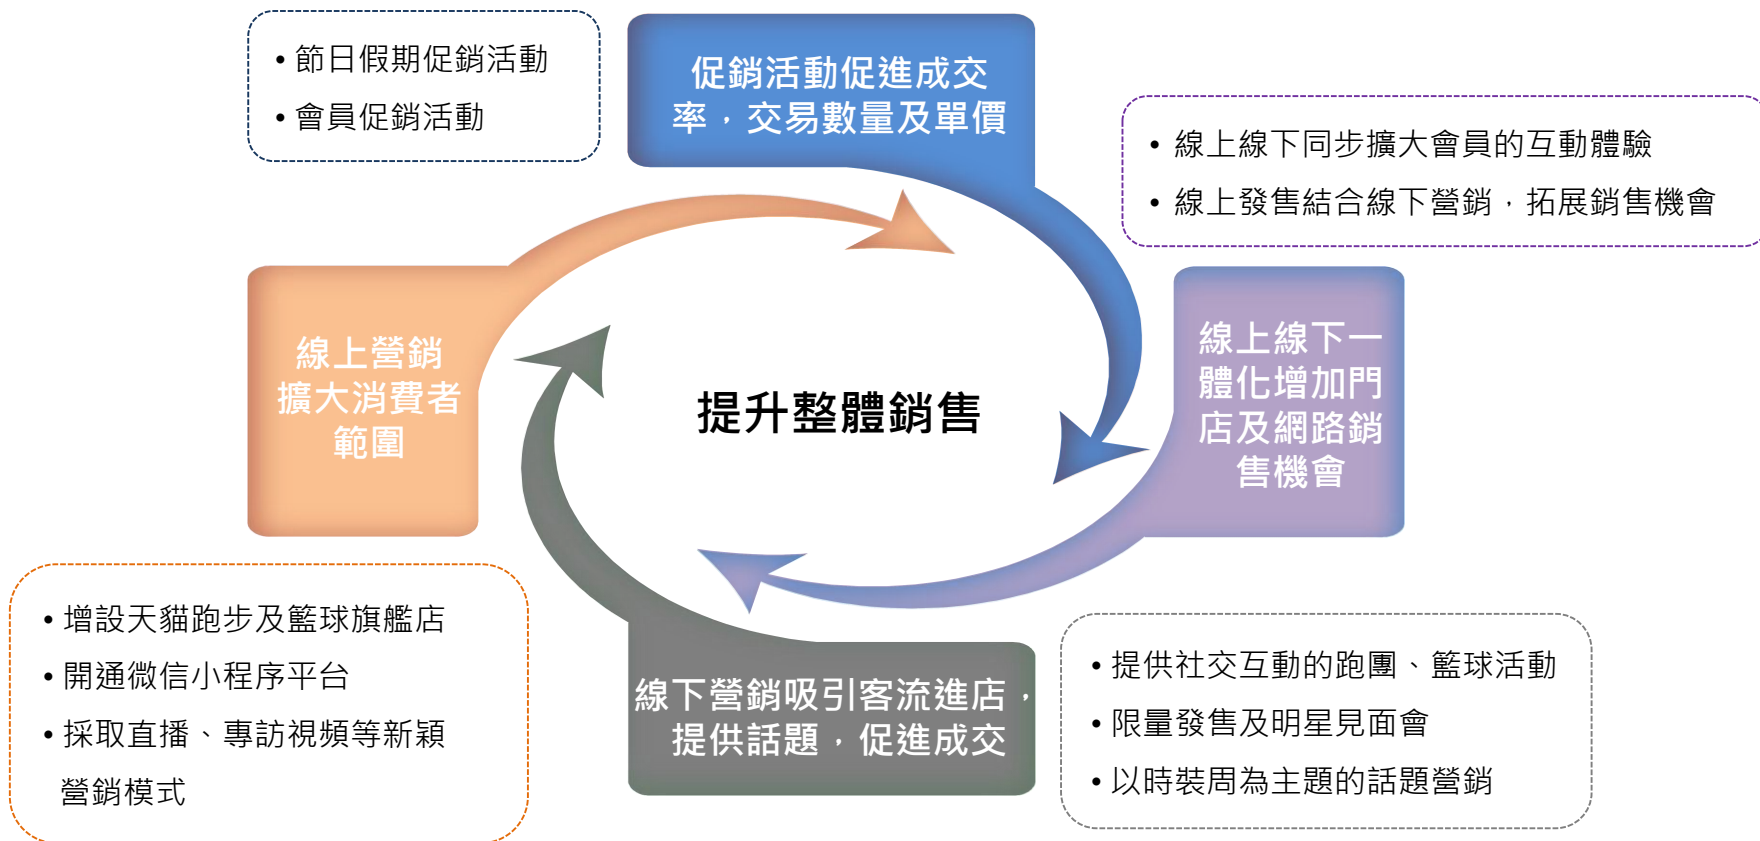 • 節日假期促銷活動
• 會員促銷活動
促銷活動促進成交
率，交易數量及單價
• 線上線下同步擴大會員的互動體驗
• 線上發售結合線下營銷，拓展銷售機會
線上營銷
擴大消費者
範圍
提升整體銷售
線上線下一
體化增加門
店及網路銷
售機會
• 增設天貓跑步及籃球旗艦店
• 開通微信小程序平台
• 採取直播、專訪視頻等新穎
營銷模式
線下營銷吸引客流進店，
提供話題，促進成交
• 提供社交互動的跑團、籃球活動
• 限量發售及明星見面會
• 以時裝周為主題的話題營銷